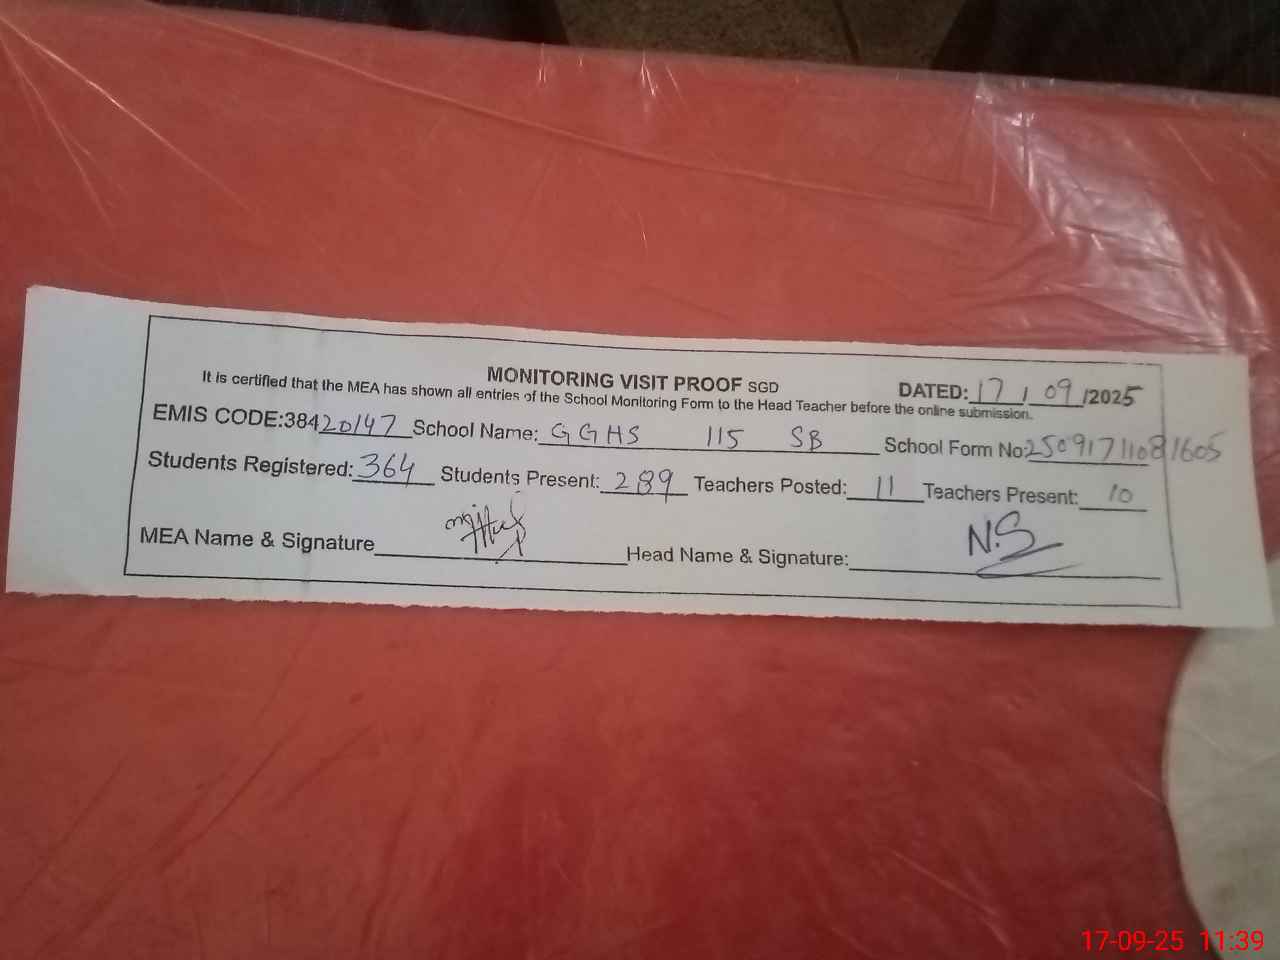 MONITORING VISIT PROOF SGD DATED: 17 / 09 /2025
It is certified that the MEA has shown all entries of the School Monitoring Form to the Head Teacher before the online submission.
EMIS CODE:38420147 School Name: GGHS 115 SB School Form No:25091711081605
Students Registered: 364 Students Present: 289 Teachers Posted: 11 Teachers Present: 10
MEA Name & Signature Head Name & Signature: N.S
17-09-25 11:39